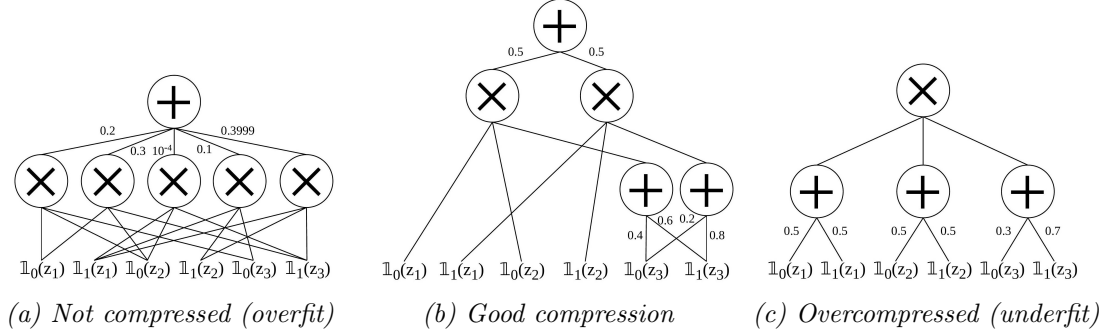 0.5 0.5
0.2 0.3 10⁻⁴ 0.1 0.3999
0.6 0.2
0.4 0.8
0.5 0.5 0.5 0.5 0.3 0.7
𝟙₀(z₁) 𝟙₁(z₁) 𝟙₀(z₂) 𝟙₁(z₂) 𝟙₀(z₃) 𝟙₁(z₃)
𝟙₀(z₁) 𝟙₁(z₁) 𝟙₀(z₂) 𝟙₁(z₂) 𝟙₀(z₃) 𝟙₁(z₃)
𝟙₀(z₁) 𝟙₁(z₁) 𝟙₀(z₂) 𝟙₁(z₂) 𝟙₀(z₃) 𝟙₁(z₃)
(a) Not compressed (overfit)
(b) Good compression
(c) Overcompressed (underfit)